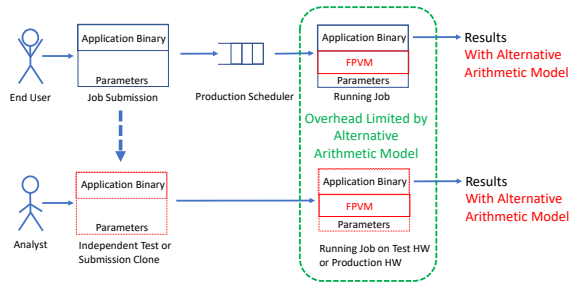 Application Binary
Parameters
End User
Job Submission
Production Scheduler
Application Binary
FPVM
Parameters
Running Job
Results
With Alternative
Arithmetic Model
Overhead Limited by
Alternative
Arithmetic Model
Application Binary
Parameters
Analyst
Independent Test or
Submission Clone
Application Binary
FPVM
Parameters
Running Job on Test HW
or Production HW
Results
With Alternative
Arithmetic Model